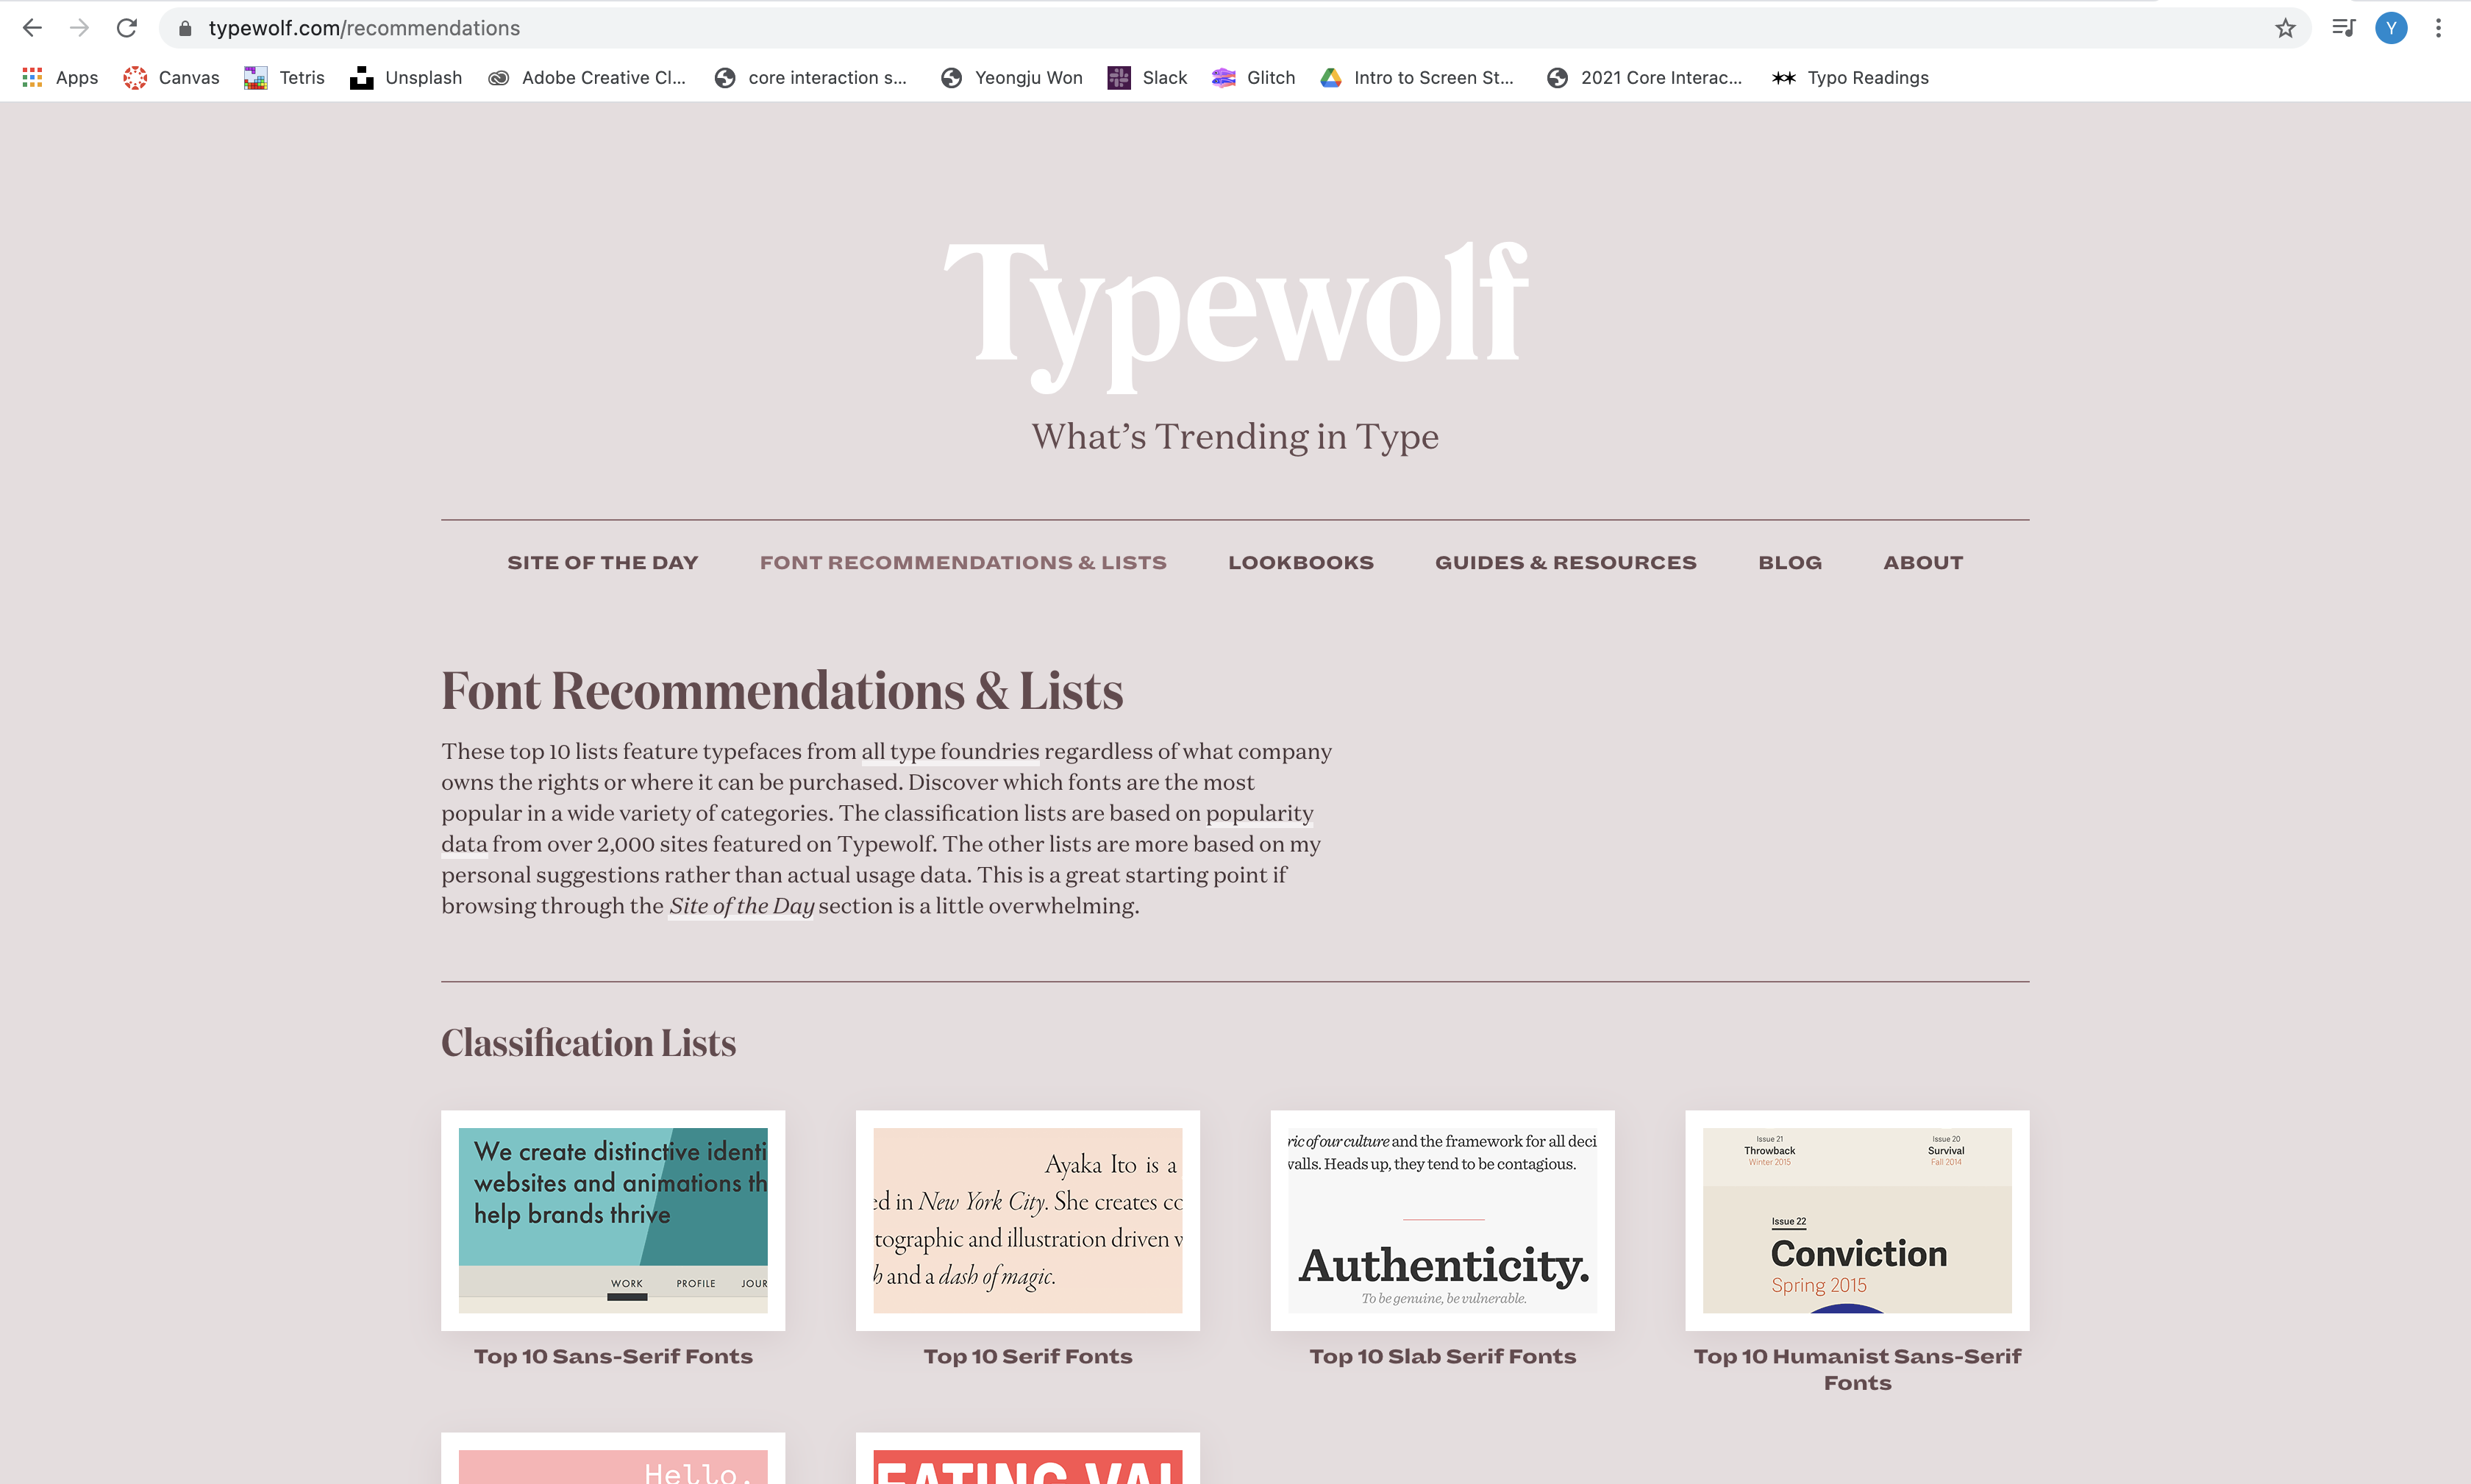 typewolf.com/recommendations
Y
Apps
Canvas
Tetris
Unsplash
Adobe Creative Cl...
core interaction s...
Yeongju Won
Slack
Glitch
Intro to Screen St...
2021 Core Interac...
Typo Readings
Typewolf
What's Trending in Type
SITE OF THE DAY
FONT RECOMMENDATIONS & LISTS
LOOKBOOKS
GUIDES & RESOURCES
BLOG
ABOUT
Font Recommendations & Lists
These top 10 lists feature typefaces from all type foundries regardless of what company
owns the rights or where it can be purchased. Discover which fonts are the most
popular in a wide variety of categories. The classification lists are based on popularity
data from over 2,000 sites featured on Typewolf. The other lists are more based on my
personal suggestions rather than actual usage data. This is a great starting point if
browsing through the Site of the Day section is a little overwhelming.
Classification Lists
We create distinctive identi
websites and animations th
help brands thrive
WORK
PROFILE
JOUR
Top 10 Sans-Serif Fonts
Ayaka Ito is a
ed in New York City. She creates co
tographic and illustration driven w
h and a dash of magic.
Top 10 Serif Fonts
ric of our culture and the framework for all deci
valls. Heads up, they tend to be contagious.
Authenticity.
To be genuine, be vulnerable.
Top 10 Slab Serif Fonts
Issue 21
Throwback
Winter 2015
Issue 20
Survival
Fall 2014
Issue 22
Conviction
Spring 2015
Top 10 Humanist Sans-Serif
Fonts
Hello.
EATING VAL